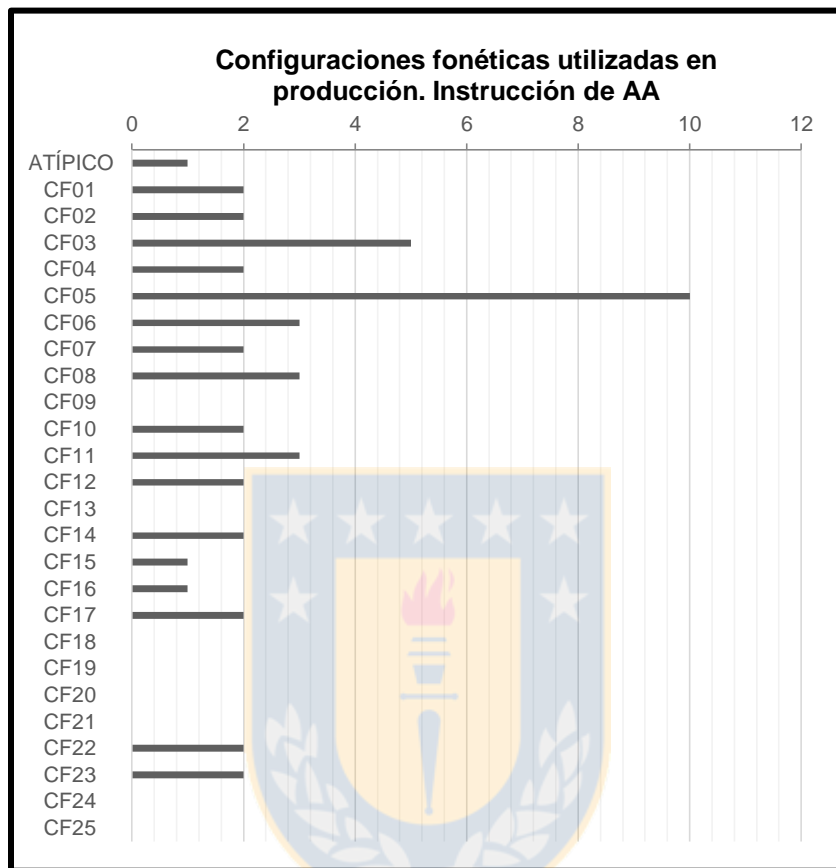 Configuraciones fonéticas utilizadas en
producción. Instrucción de AA
0 2 4 6 8 10 12
ATÍPICO
CF01
CF02
CF03
CF04
CF05
CF06
CF07
CF08
CF09
CF10
CF11
CF12
CF13
CF14
CF15
CF16
CF17
CF18
CF19
CF20
CF21
CF22
CF23
CF24
CF25